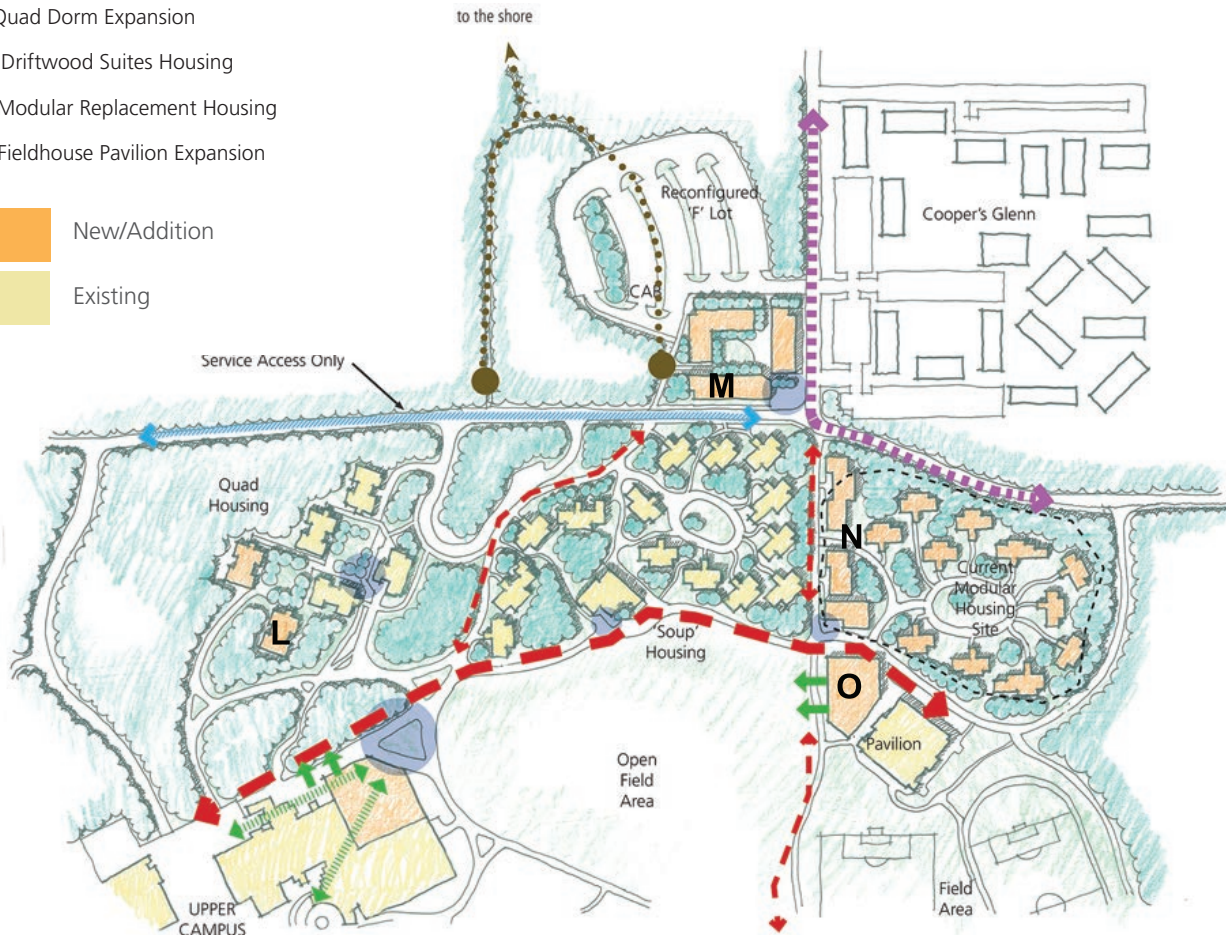 Quad Dorm Expansion
Driftwood Suites Housing
Modular Replacement Housing
Fieldhouse Pavilion Expansion
New/Addition
Existing
to the shore
Reconfigured
'F' Lot
CAB
Cooper's Glenn
M
Service Access Only
Quad
Housing
N
Current
Modular
Housing
Site
L
'Soup'
Housing
O
Pavilion
Open
Field
Area
Field
Area
UPPER
CAMPUS